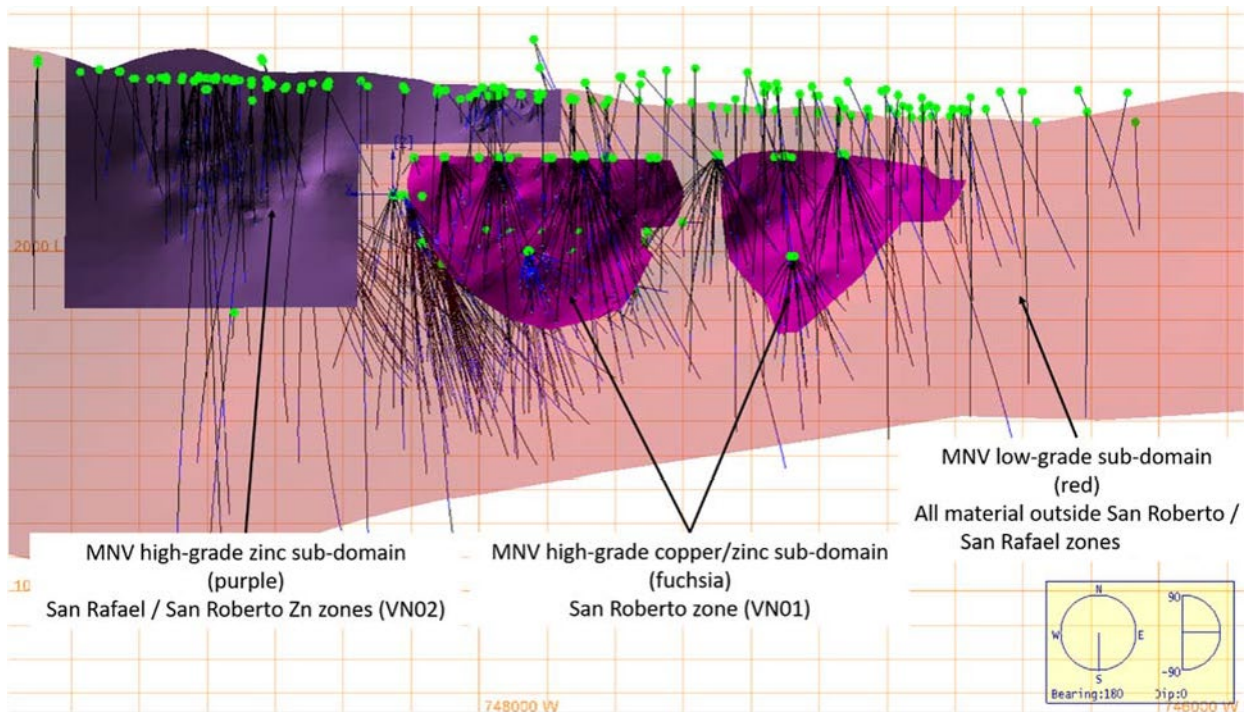 2000 L
MNV low-grade sub-domain
(red)
All material outside San Roberto /
San Rafael zones
MNV high-grade zinc sub-domain
(purple)
San Rafael / San Roberto Zn zones (VN02)
MNV high-grade copper/zinc sub-domain
(fuchsia)
San Roberto zone (VN01)
N
W
E
S
90
-90
Bearing:180
Dip:0
748000 W